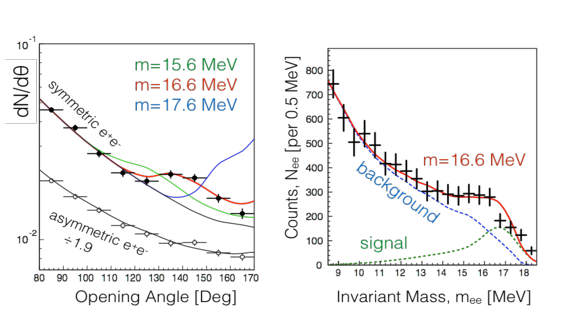 10⁻¹
dN/dθ
10⁻²
m=15.6 MeV
m=16.6 MeV
m=17.6 MeV
symmetric e+e-
asymmetric e+e-
÷1.9
80 90 100 110 120 130 140 150 160 170
Opening Angle [Deg]
Counts, Nₑₑ [per 0.5 MeV]
800
700
600
500
400
300
200
100
0
m=16.6 MeV
background
signal
9 10 11 12 13 14 15 16 17 18
Invariant Mass, mₑₑ [MeV]